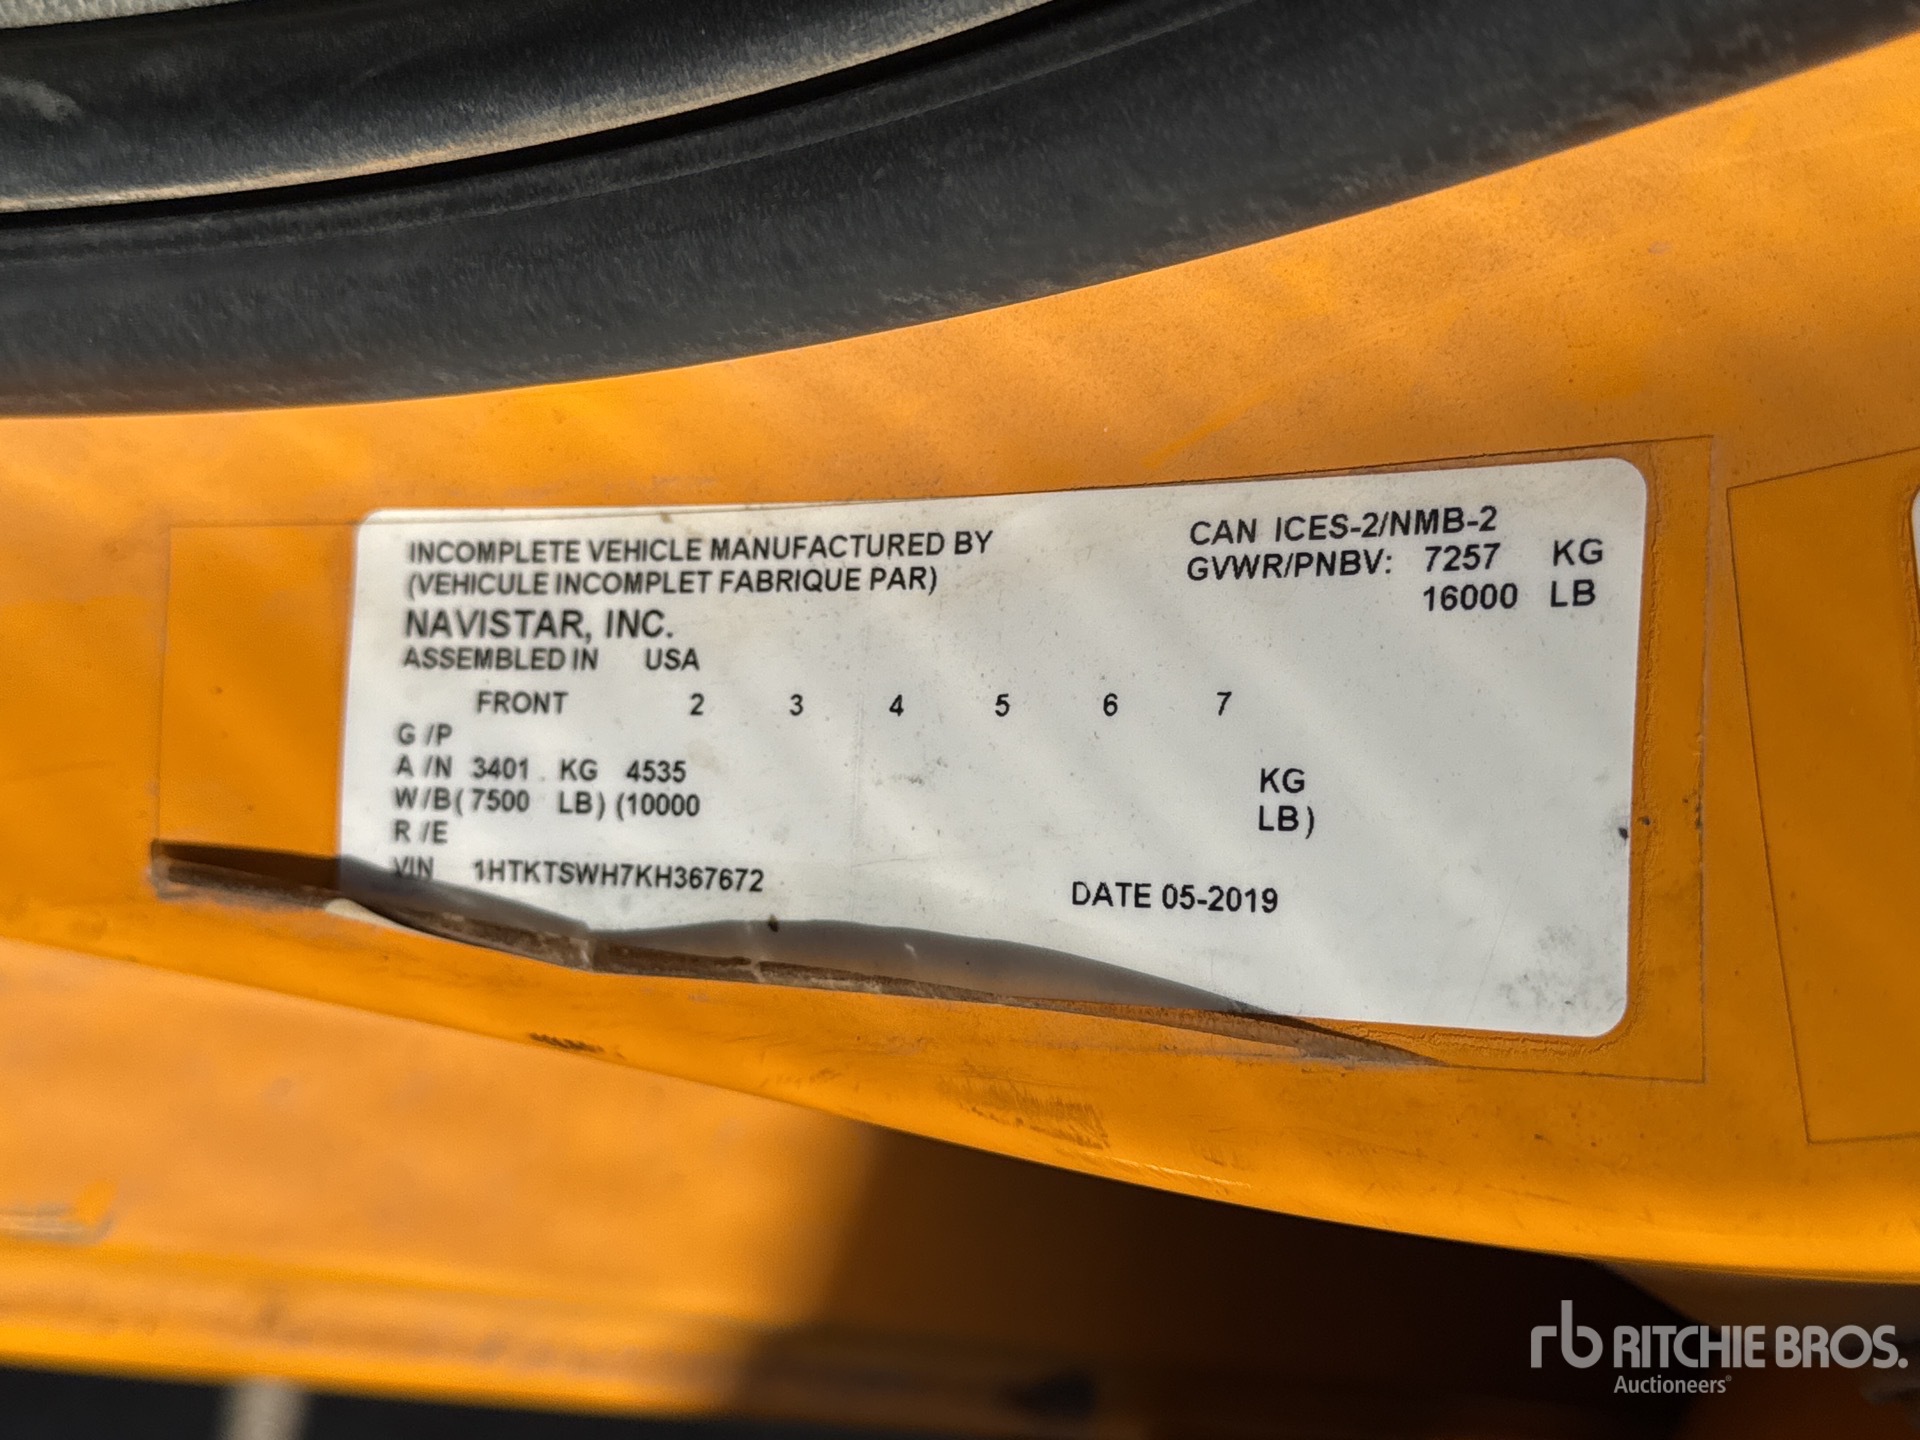 INCOMPLETE VEHICLE MANUFACTURED BY
(VEHICULE INCOMPLET FABRIQUE PAR)
NAVISTAR, INC.
ASSEMBLED IN USA
CAN ICES-2/NMB-2
GVWR/PNBV: 7257 KG
16000 LB
FRONT 2 3 4 5 6 7
G /P
A /N 3401 KG 4535 KG
W/B ( 7500 LB) (10000 LB)
R /E
VIN 1HTKTSWH7KH367672
DATE 05-2019
rb RITCHIE BROS.
Auctioneers®